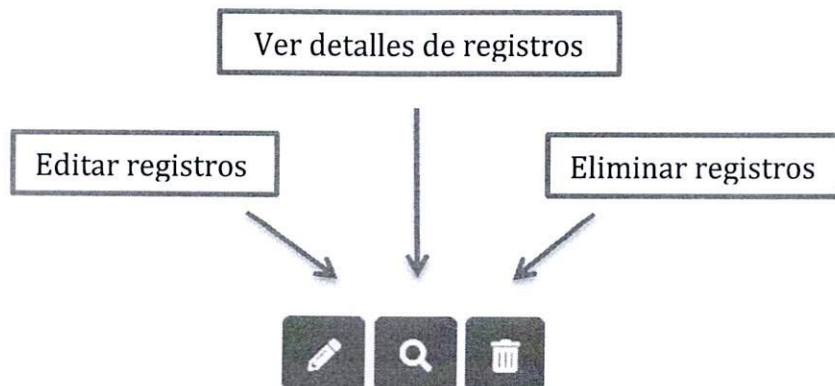 Ver detalles de registros
Editar registros
Eliminar registros